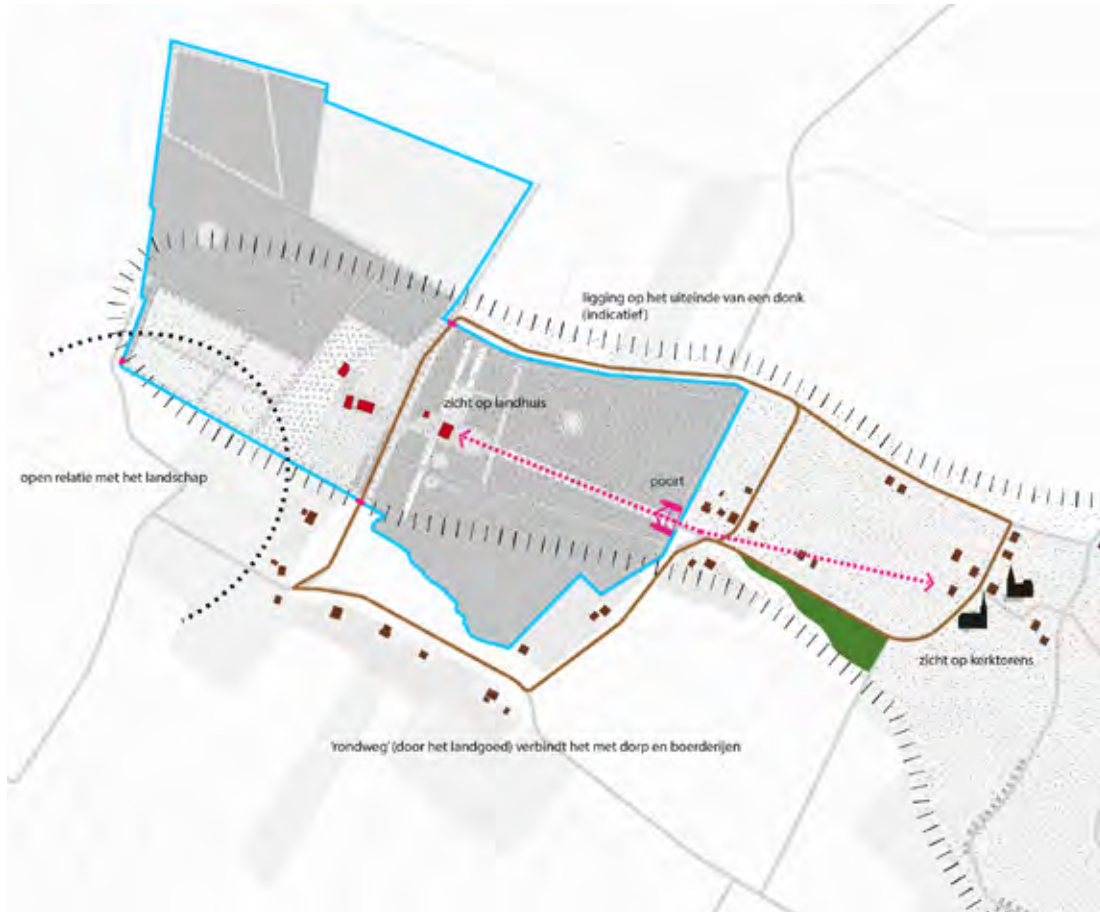 ligging op het uiteinde van een donk
(indicatief)
zicht op landhuis
open relatie met het landschap
poort
zicht op kerktorens
'rondweg' (door het landgoed) verbindt het met dorp en boerderijen